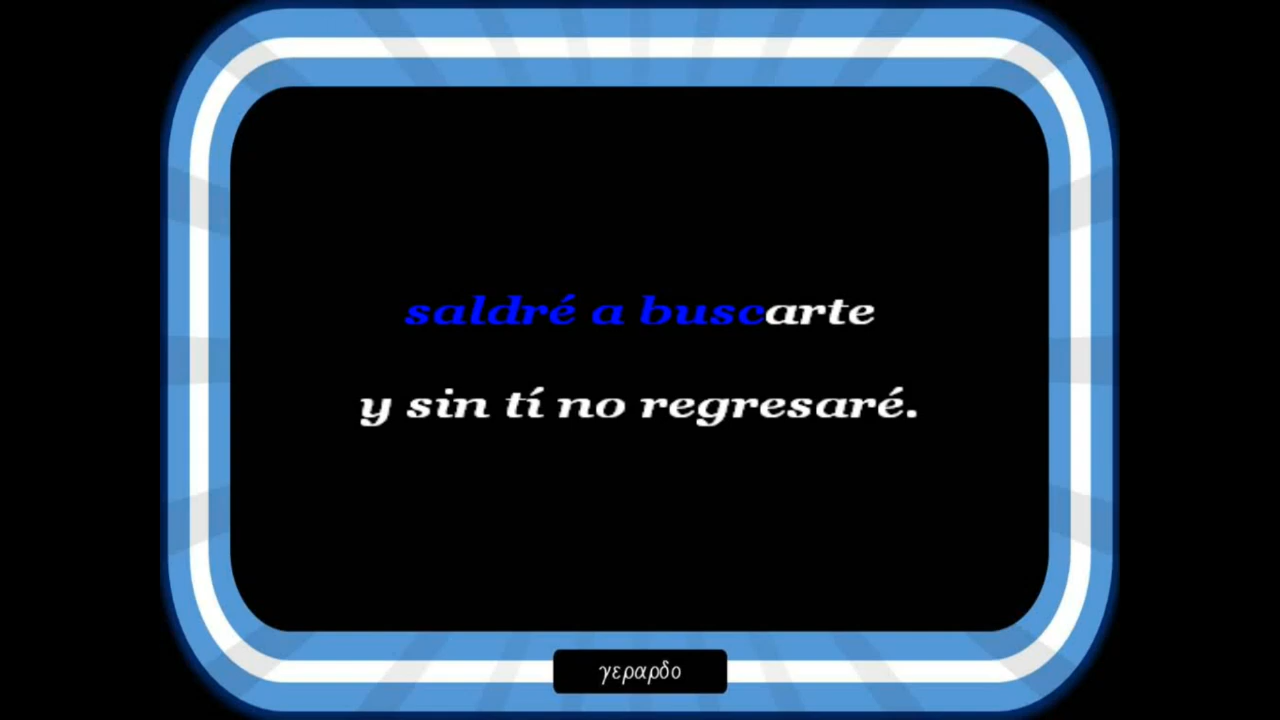 saldré a buscarte
y sin tí no regresaré.
γεραρδο